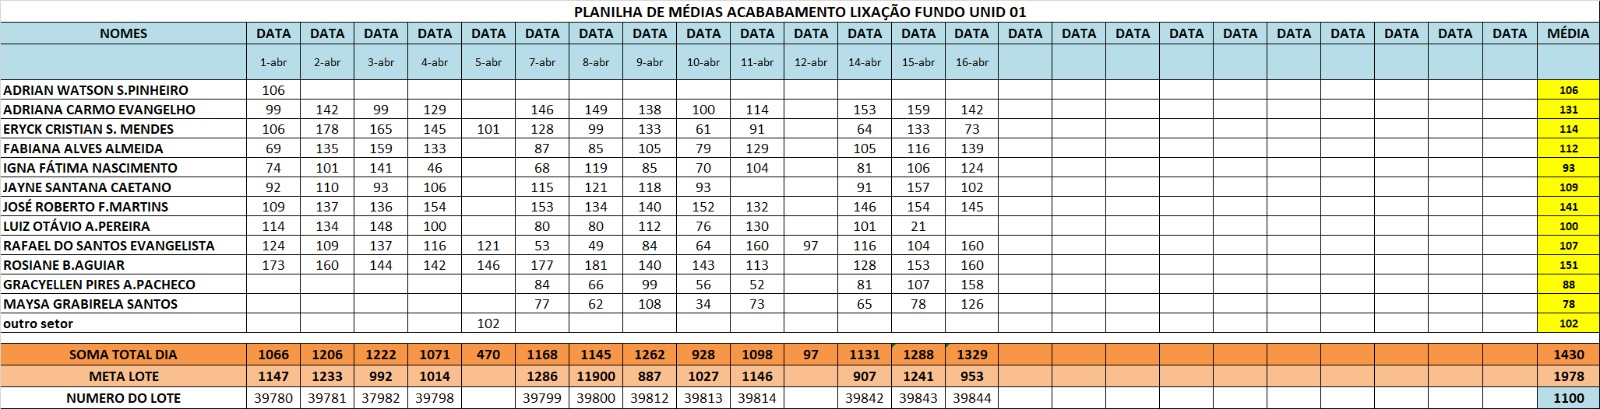 PLANILHA DE MÉDIAS ACABABAMENTO LIXAÇÃO FUNDO UNID 01
NOMES DATA DATA DATA DATA DATA DATA DATA DATA DATA DATA DATA DATA DATA DATA DATA DATA DATA DATA DATA DATA DATA DATA DATA DATA MÉDIA
1-abr 2-abr 3-abr 4-abr 5-abr 7-abr 8-abr 9-abr 10-abr 11-abr 12-abr 14-abr 15-abr 16-abr
ADRIAN WATSON S.PINHEIRO 106 106
ADRIANA CARMO EVANGELHO 99 142 99 129 146 149 138 100 114 153 159 142 131
ERYCK CRISTIAN S. MENDES 106 178 165 145 101 128 99 133 61 91 64 133 73 114
FABIANA ALVES ALMEIDA 69 135 159 133 87 85 105 79 129 105 116 139 112
IGNA FÁTIMA NASCIMENTO 74 101 141 46 68 119 85 70 104 81 106 124 93
JAYNE SANTANA CAETANO 92 110 93 106 115 121 118 93 91 157 102 109
JOSÉ ROBERTO F.MARTINS 109 137 136 154 153 134 140 152 132 146 154 145 141
LUIZ OTÁVIO A.PEREIRA 114 134 148 100 80 80 112 76 130 101 21 100
RAFAEL DO SANTOS EVANGELISTA 124 109 137 116 121 53 49 84 64 160 97 116 104 160 107
ROSIANE B.AGUIAR 173 160 144 142 146 177 181 140 143 113 128 153 160 151
GRACYELLEN PIRES A.PACHECO 84 66 99 56 52 81 107 158 88
MAYSA GRABIRELA SANTOS 77 62 108 34 73 65 78 126 78
outro setor 102 102
SOMA TOTAL DIA 1066 1206 1222 1071 470 1168 1145 1262 928 1098 97 1131 1288 1329 1430
META LOTE 1147 1233 992 1014 1286 11900 887 1027 1146 907 1241 953 1978
NUMERO DO LOTE 39780 39781 37982 39798 39799 39800 39812 39813 39814 39842 39843 39844 1100